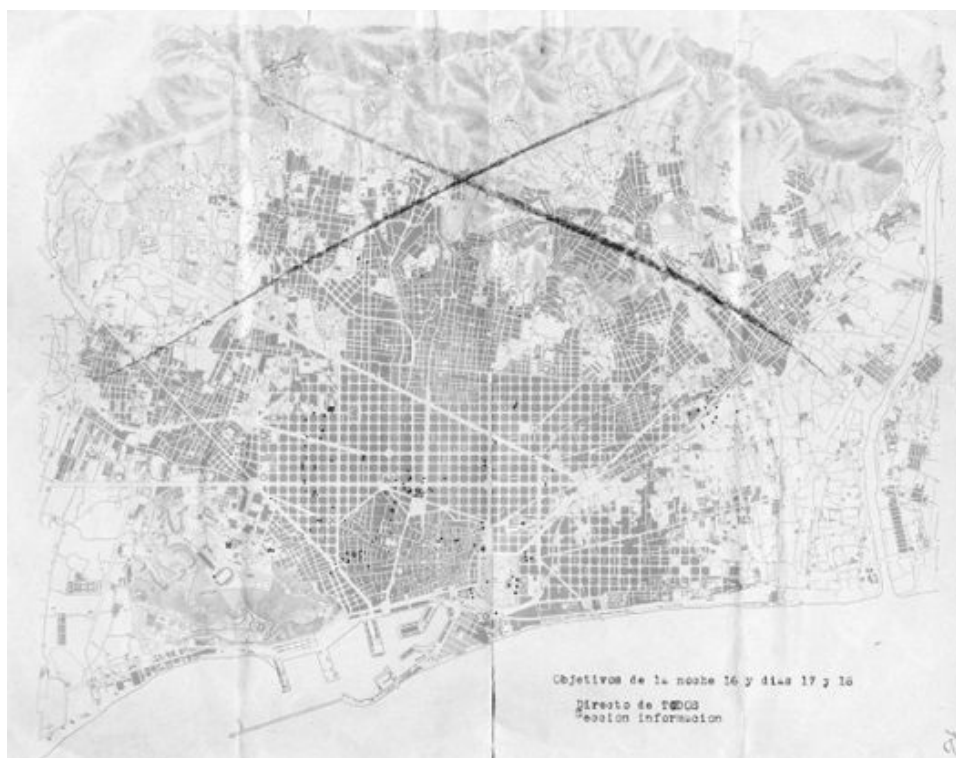 Objetivos de la noche 16 y dias 17 y 18
Directo de TODOS
Seccion informacion